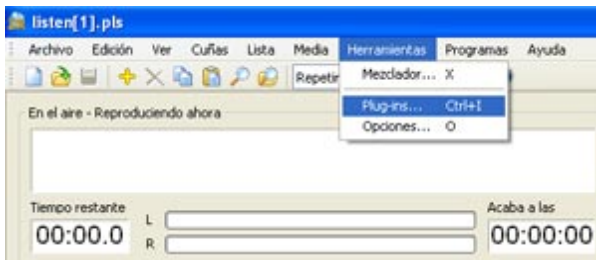 listen[1].pls
Archivo Edición Ver Cuñas Lista Media Herramientas Programas Ayuda
Repetir
Mezclador... X
Plug-ins... Ctrl+I
Opciones... O
En el aire - Reproduciendo ahora
Tiempo restante
Acaba a las
00:00.0
L
R
00:00:00